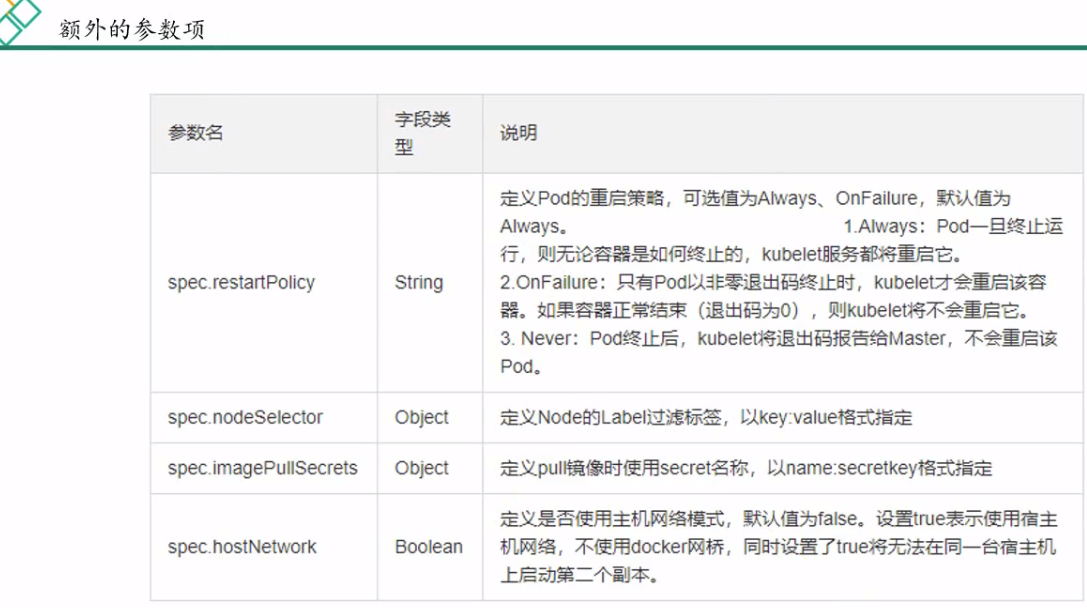 额外的参数项
参数名
字段类
型
说明
spec.restartPolicy
String
定义Pod的重启策略，可选值为Always、OnFailure，默认值为
Always。 1.Always：Pod一旦终止运
行，则无论容器是如何终止的，kubelet服务都将重启它。
2.OnFailure：只有Pod以非零退出码终止时，kubelet才会重启该容
器。如果容器正常结束（退出码为0），则kubelet将不会重启它。
3. Never：Pod终止后，kubelet将退出码报告给Master，不会重启该
Pod。
spec.nodeSelector
Object
定义Node的Label过滤标签，以key:value格式指定
spec.imagePullSecrets
Object
定义pull镜像时使用secret名称，以name:secretkey格式指定
spec.hostNetwork
Boolean
定义是否使用主机网络模式，默认值为false。设置true表示使用宿主
机网络，不使用docker网桥，同时设置了true将无法在同一台宿主机
上启动第二个副本。